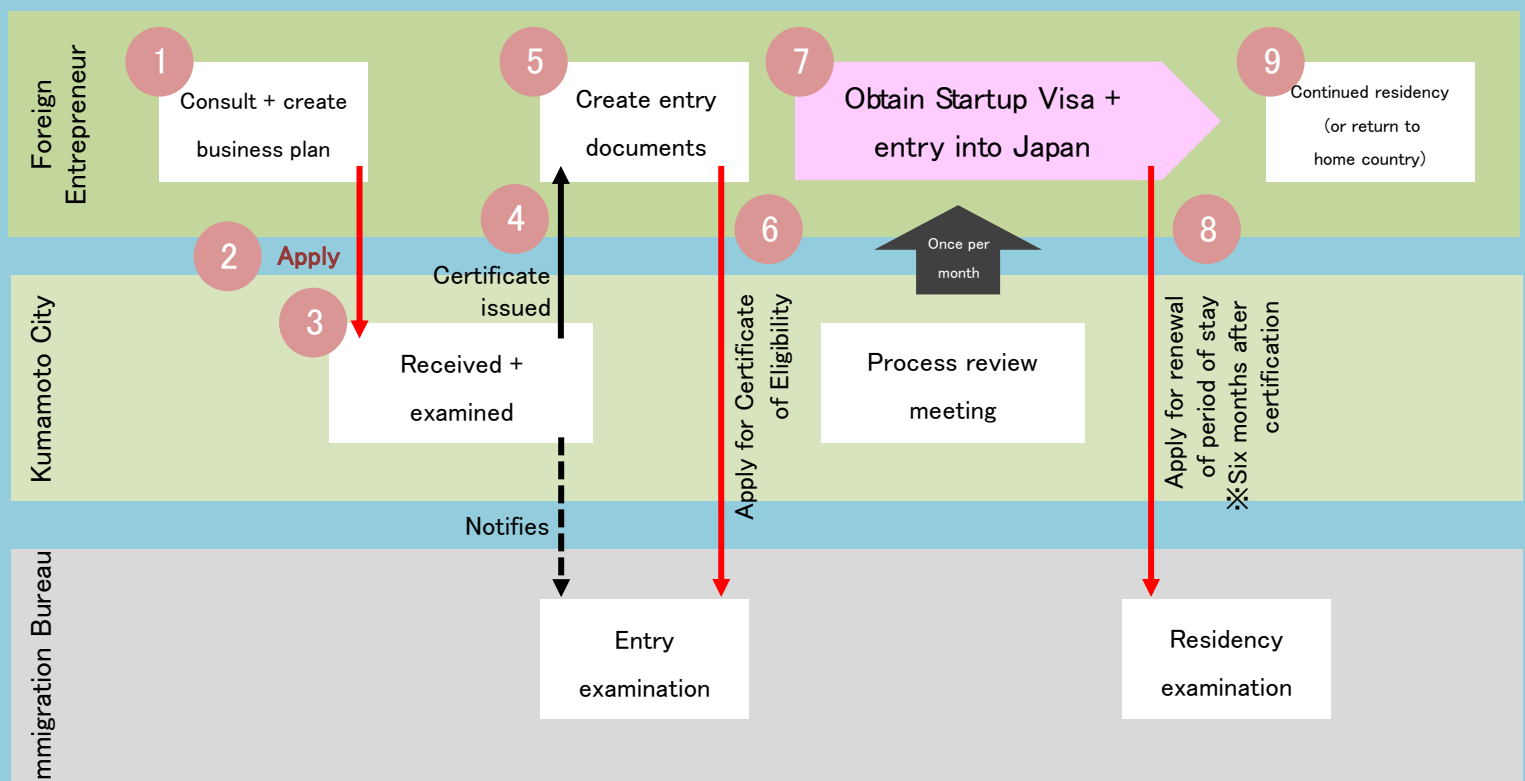 Foreign
Entrepreneur
1
Consult + create
business plan
2
Apply
3
Received +
examined
4
Certificate
issued
Notifies
5
Create entry
documents
6
Apply for Certificate
of Eligibility
Entry
examination
7
Obtain Startup Visa +
entry into Japan
Once per
month
Process review
meeting
8
Apply for renewal
of period of stay
※Six months after
certification
Residency
examination
9
Continued residency
(or return to
home country)
Kumamoto City
Immigration Bureau